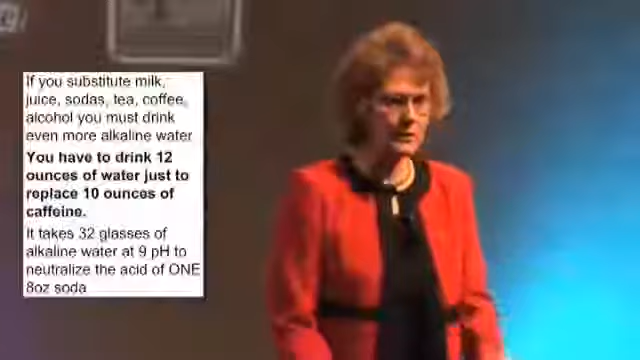 If you substitute milk,
juice, sodas, tea, coffee,
alcohol you must drink
even more alkaline water
You have to drink 12
ounces of water just to
replace 10 ounces of
caffeine.
It takes 32 glasses of
alkaline water at 9 pH to
neutralize the acid of ONE
8oz soda